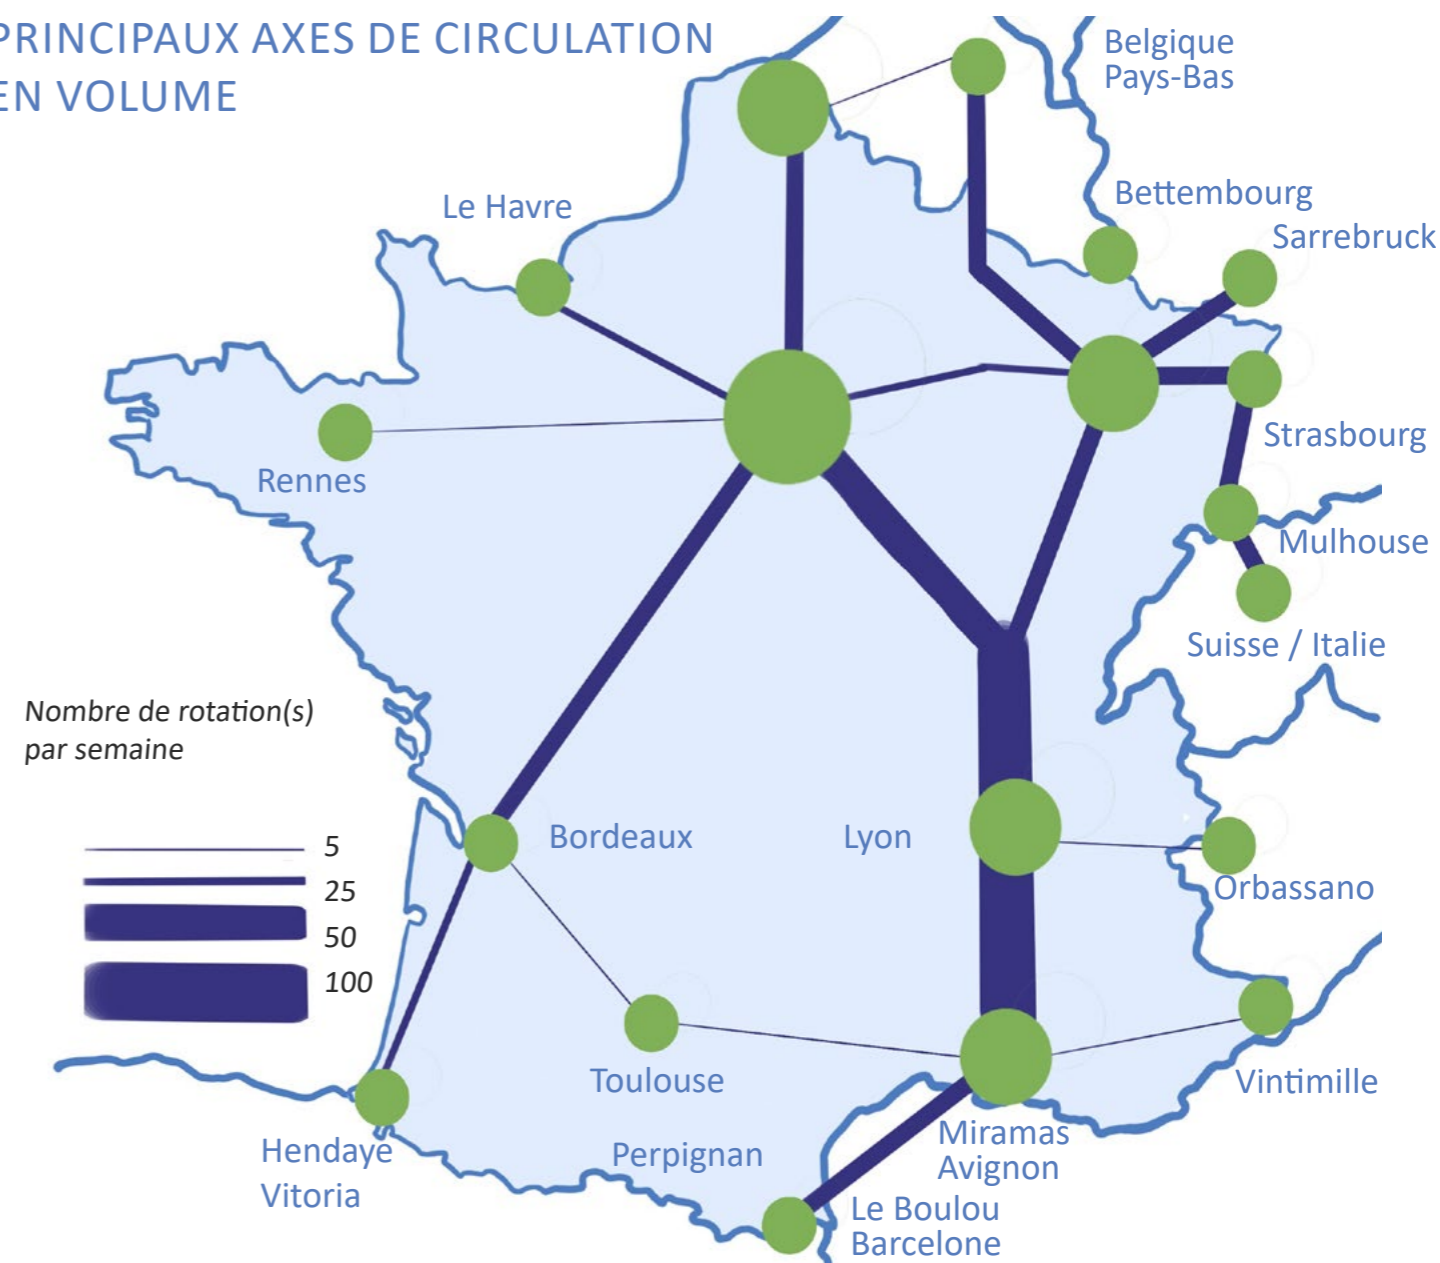 PRINCIPAUX AXES DE CIRCULATION
EN VOLUME
Belgique
Pays-Bas
Bettembourg
Le Havre
Sarrebruck
Strasbourg
Rennes
Mulhouse
Suisse / Italie
Nombre de rotation(s)
par semaine
5
25
50
100
Bordeaux
Lyon
Orbassano
Toulouse
Vintimille
Hendaye
Vitoria
Perpignan
Miramas
Avignon
Le Boulou
Barcelone